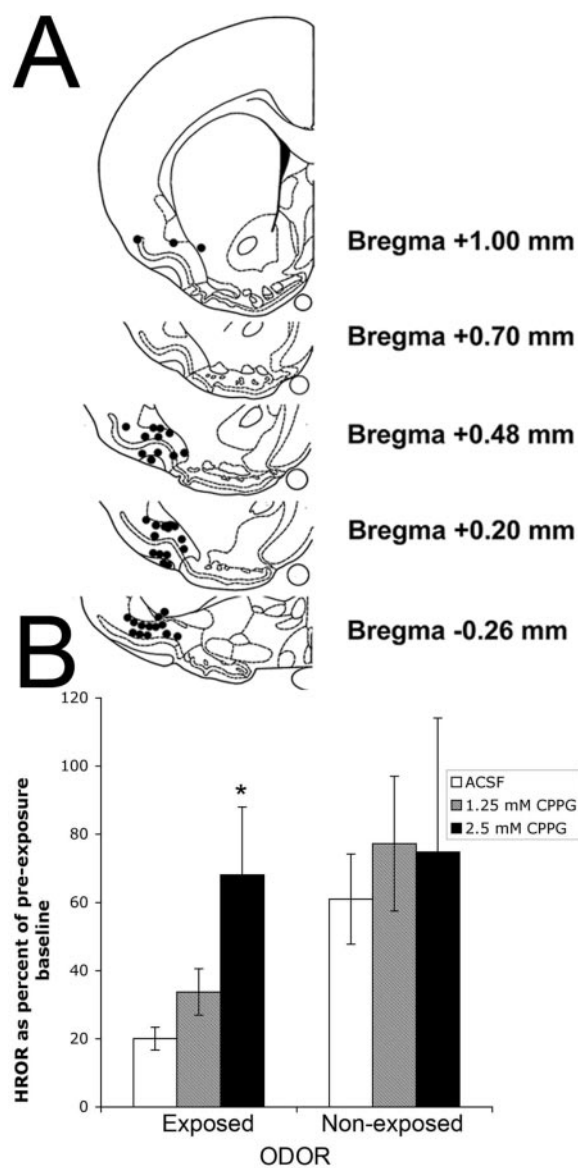 A
Bregma +1.00 mm
Bregma +0.70 mm
Bregma +0.48 mm
Bregma +0.20 mm
Bregma -0.26 mm
B
HROR as percent of pre-exposure
baseline
120
100
80
60
40
20
0
*
ACSF
1.25 mM CPPG
2.5 mM CPPG
Exposed
Non-exposed
ODOR